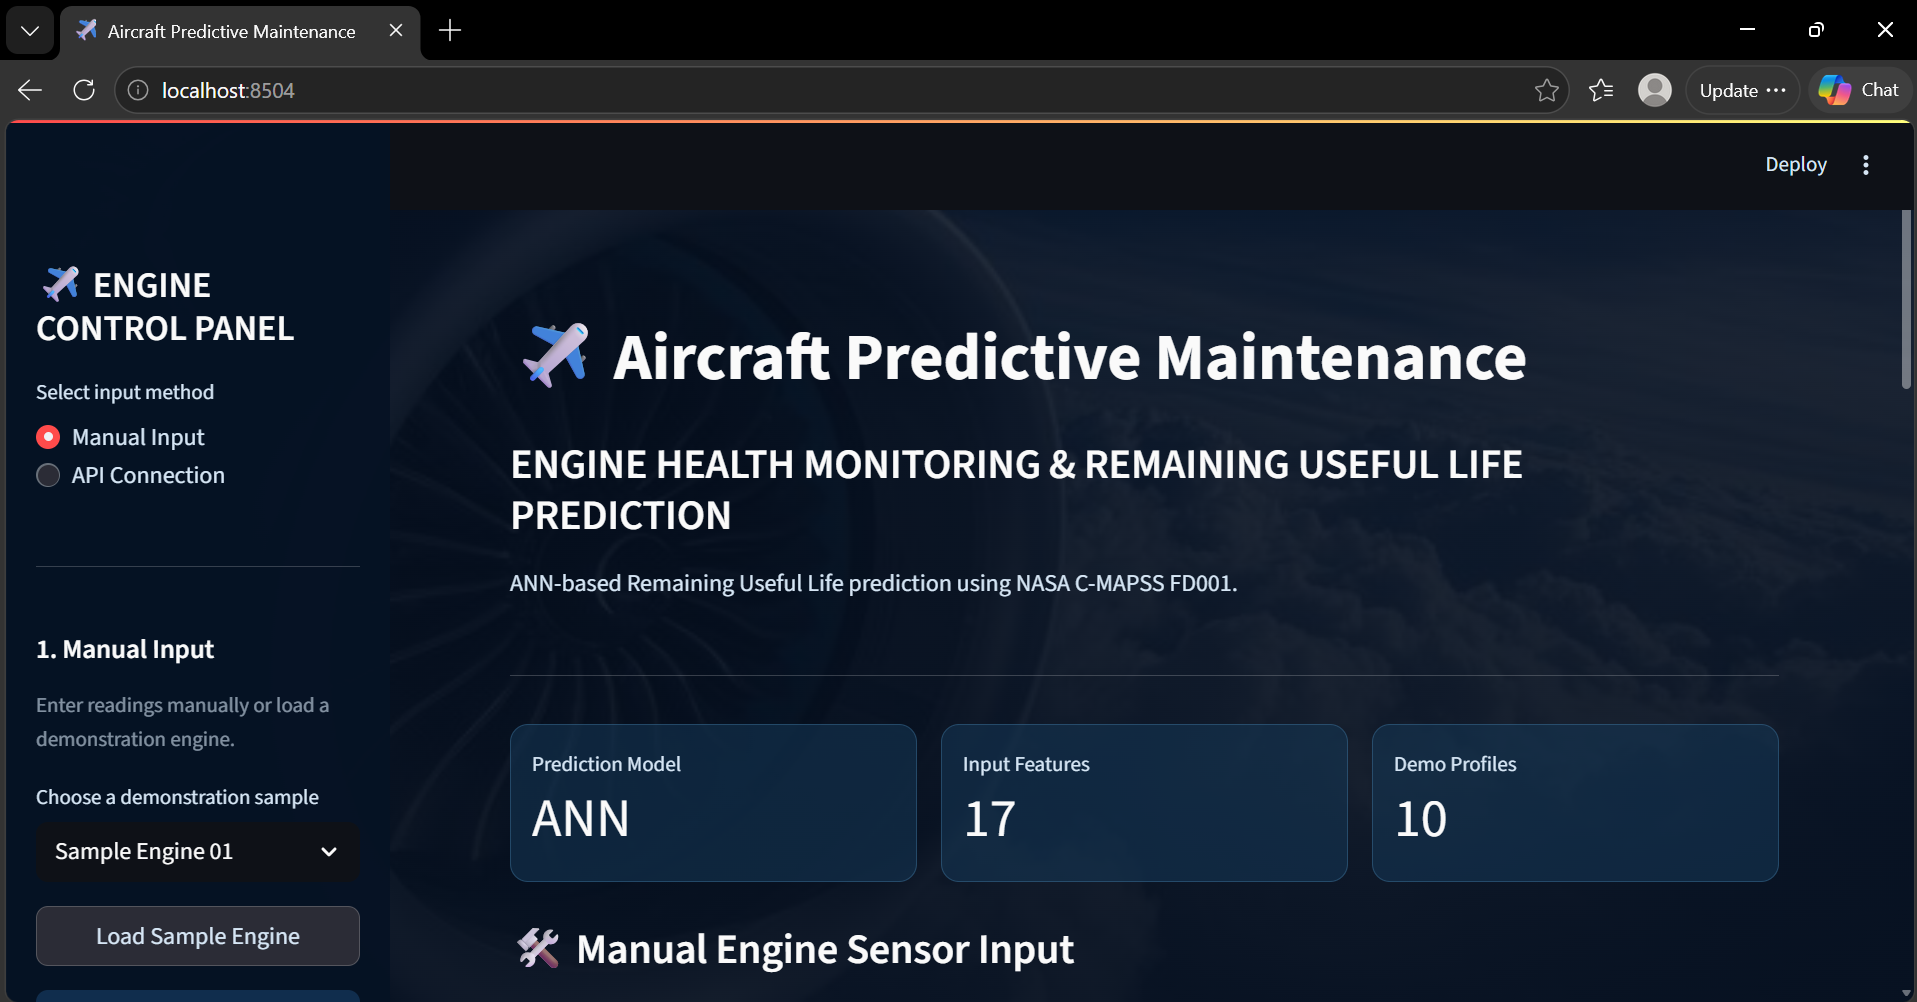 Aircraft Predictive Maintenance
localhost:8504
Update
Chat
Deploy
ENGINE
CONTROL PANEL
Select input method
Manual Input
API Connection
1. Manual Input
Enter readings manually or load a
demonstration engine.
Choose a demonstration sample
Sample Engine 01
Load Sample Engine
Aircraft Predictive Maintenance
ENGINE HEALTH MONITORING & REMAINING USEFUL LIFE
PREDICTION
ANN-based Remaining Useful Life prediction using NASA C-MAPSS FD001.
Prediction Model
ANN
Input Features
17
Demo Profiles
10
Manual Engine Sensor Input